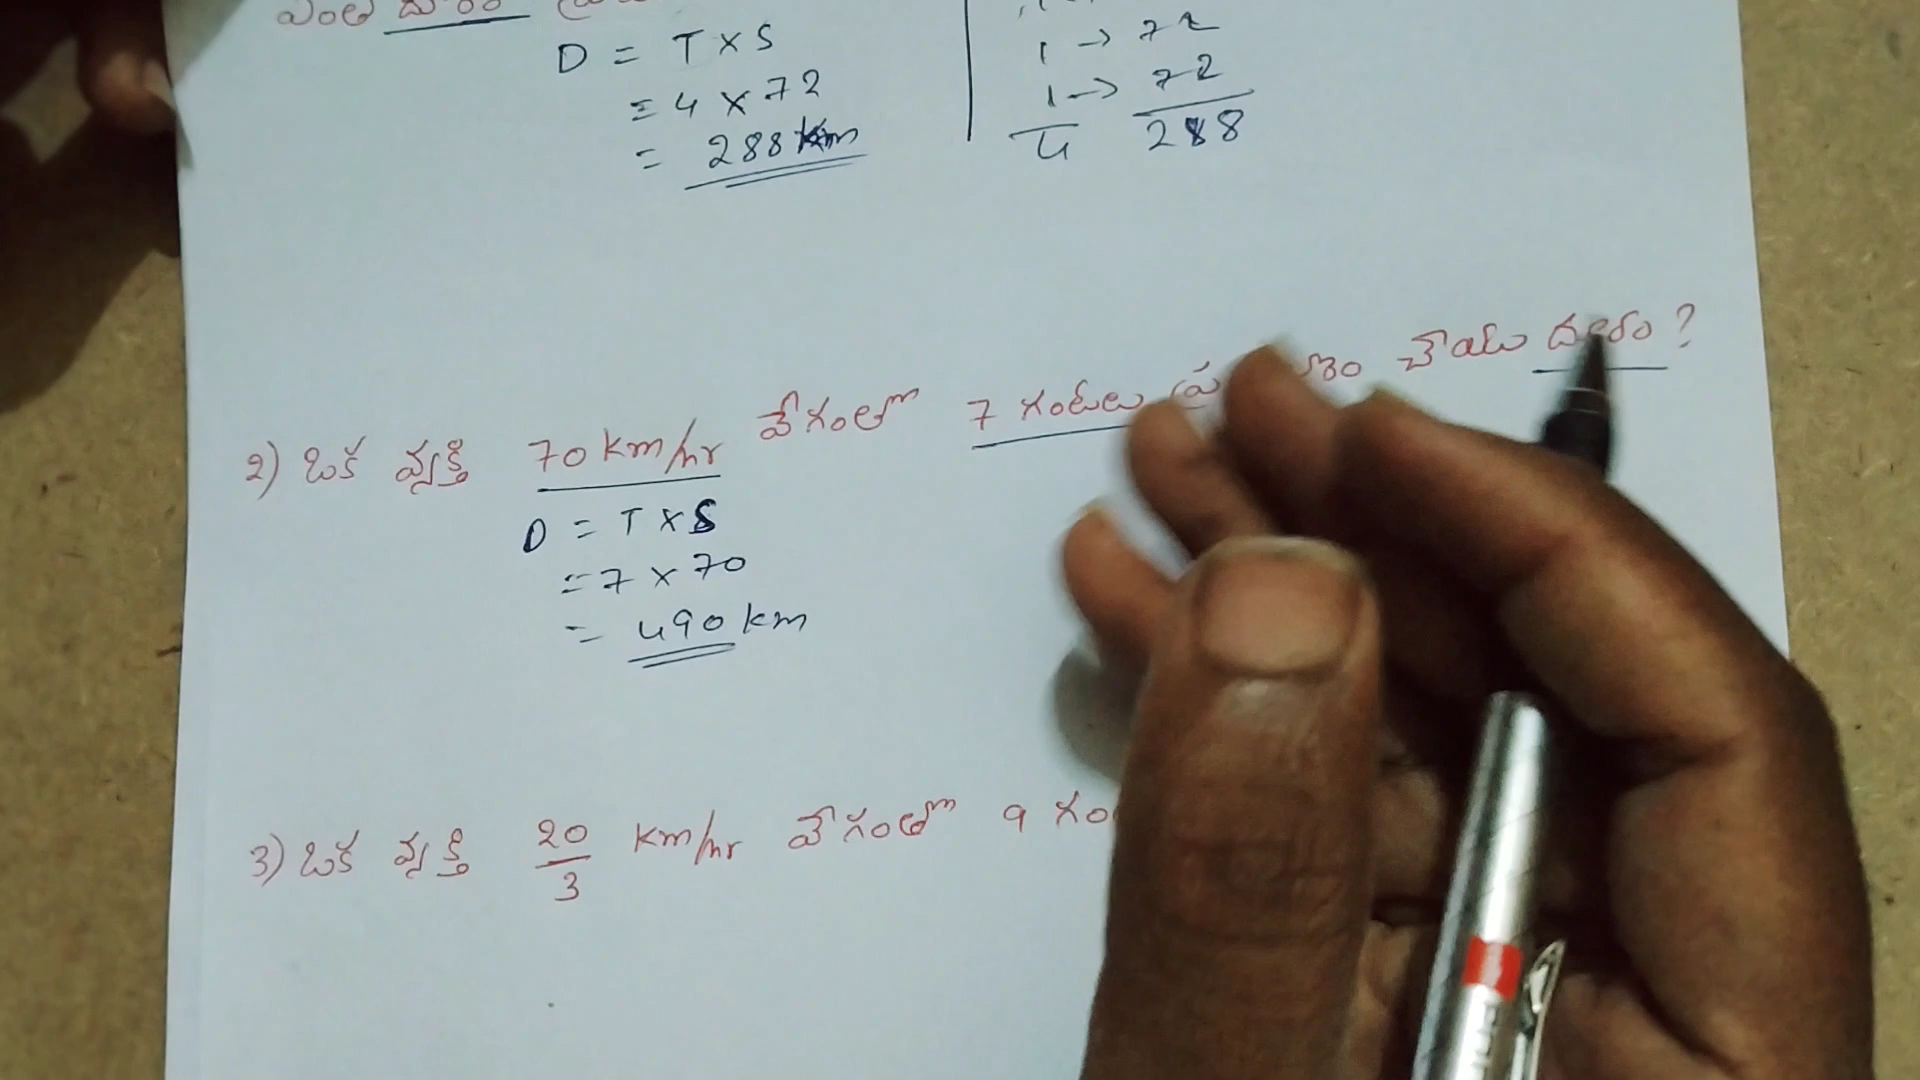 ఎంత దూరం
D = T × S
= 4 × 72
= 288 km
1 → 72
1 → 72
4 288
2) ఒక వ్యక్తి 70 km/hr వేగంతో 7 గంటలు చేయు దూరం ?
D = T × S
= 7 × 70
= 490 km
3) ఒక వ్యక్తి 20/3 km/hr వేగంతో 9